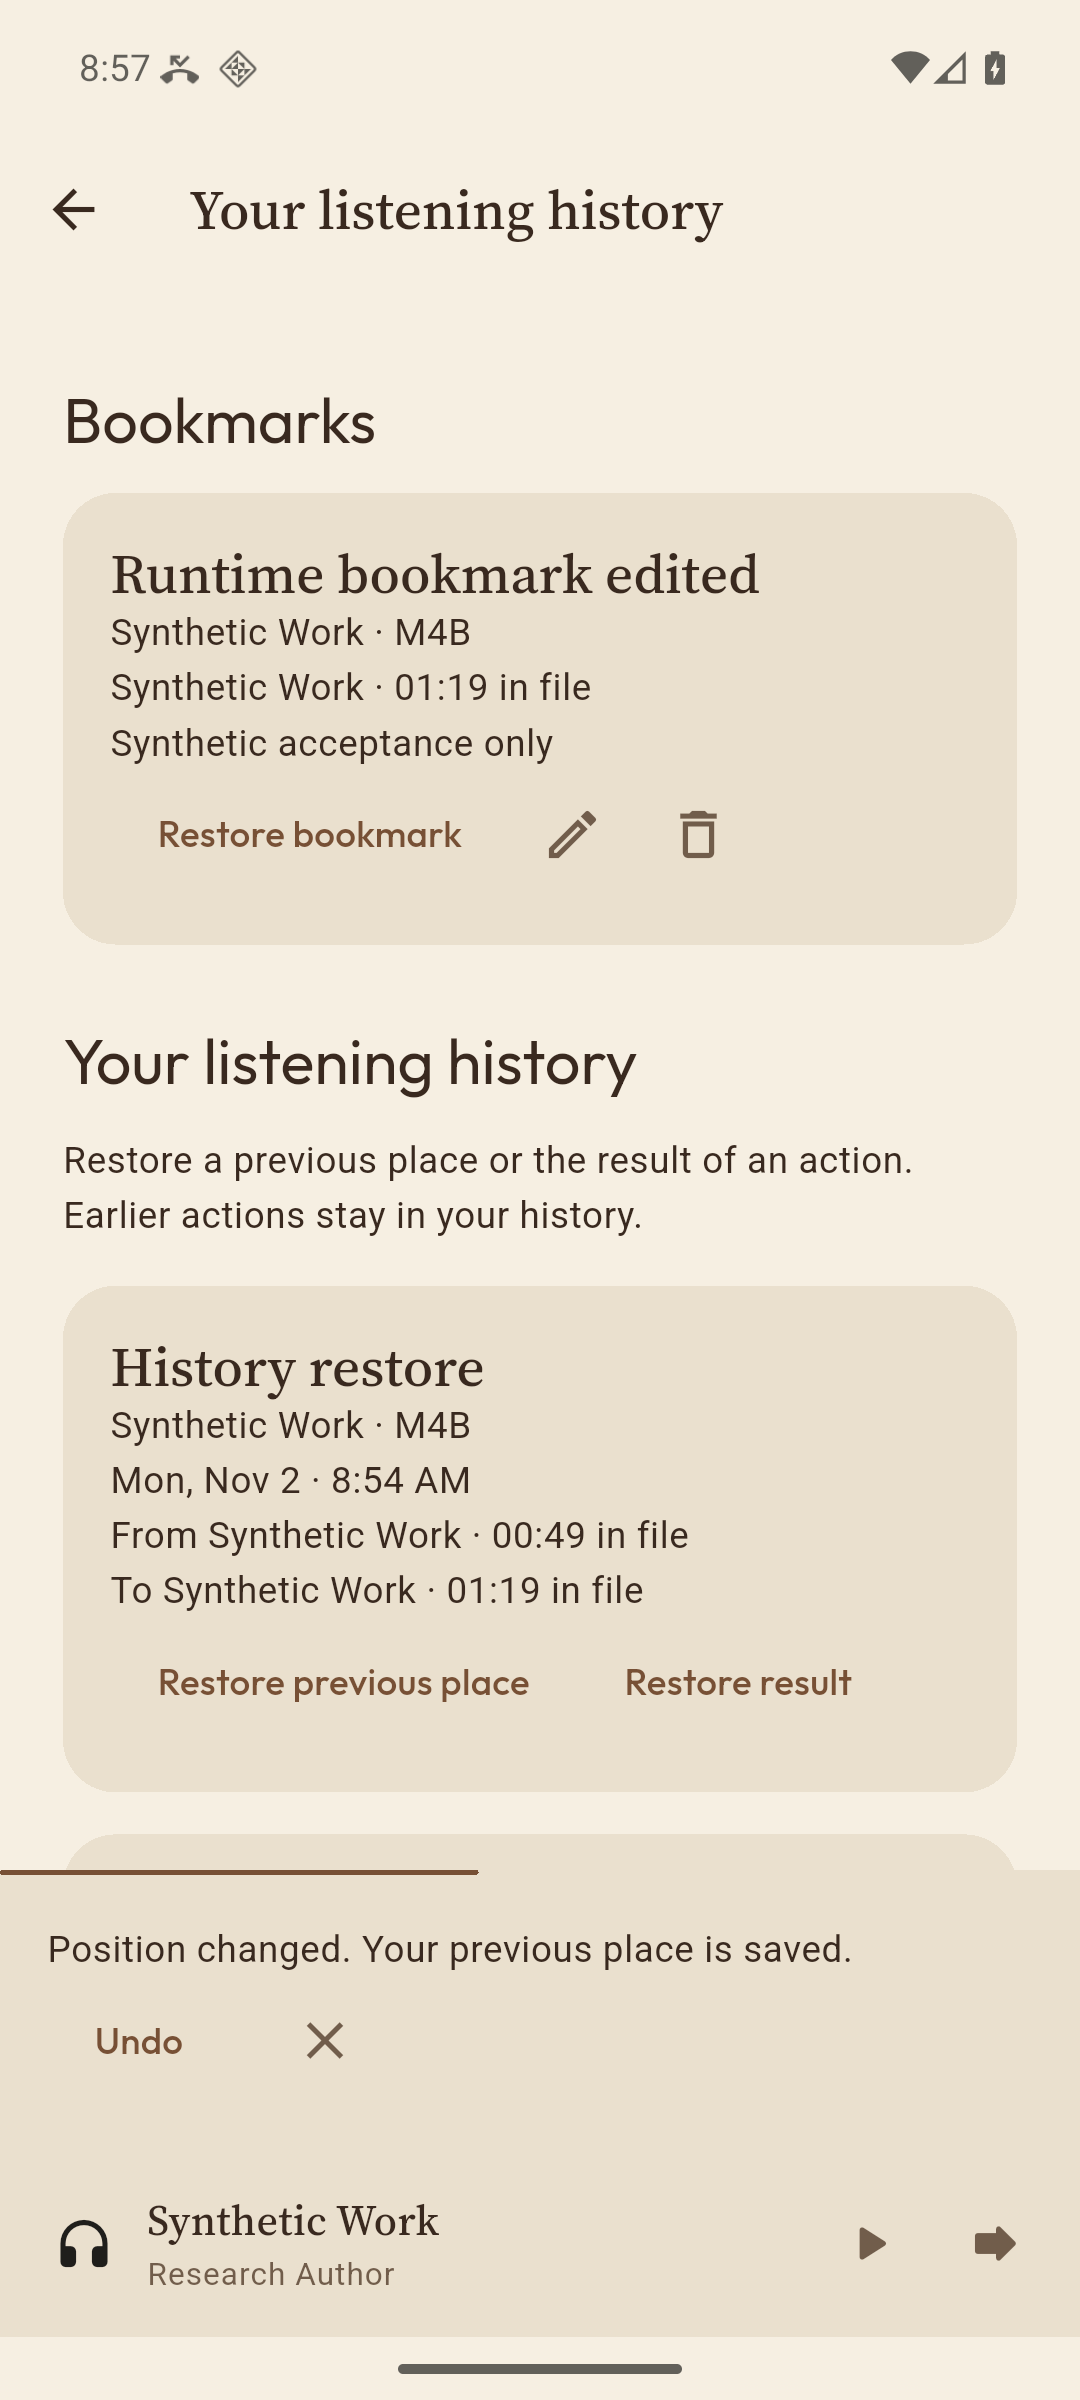 8:57
Your listening history
Bookmarks
Runtime bookmark edited
Synthetic Work · M4B
Synthetic Work · 01:19 in file
Synthetic acceptance only
Restore bookmark
Your listening history
Restore a previous place or the result of an action.
Earlier actions stay in your history.
History restore
Synthetic Work · M4B
Mon, Nov 2 · 8:54 AM
From Synthetic Work · 00:49 in file
To Synthetic Work · 01:19 in file
Restore previous place Restore result
Position changed. Your previous place is saved.
Undo
Synthetic Work
Research Author